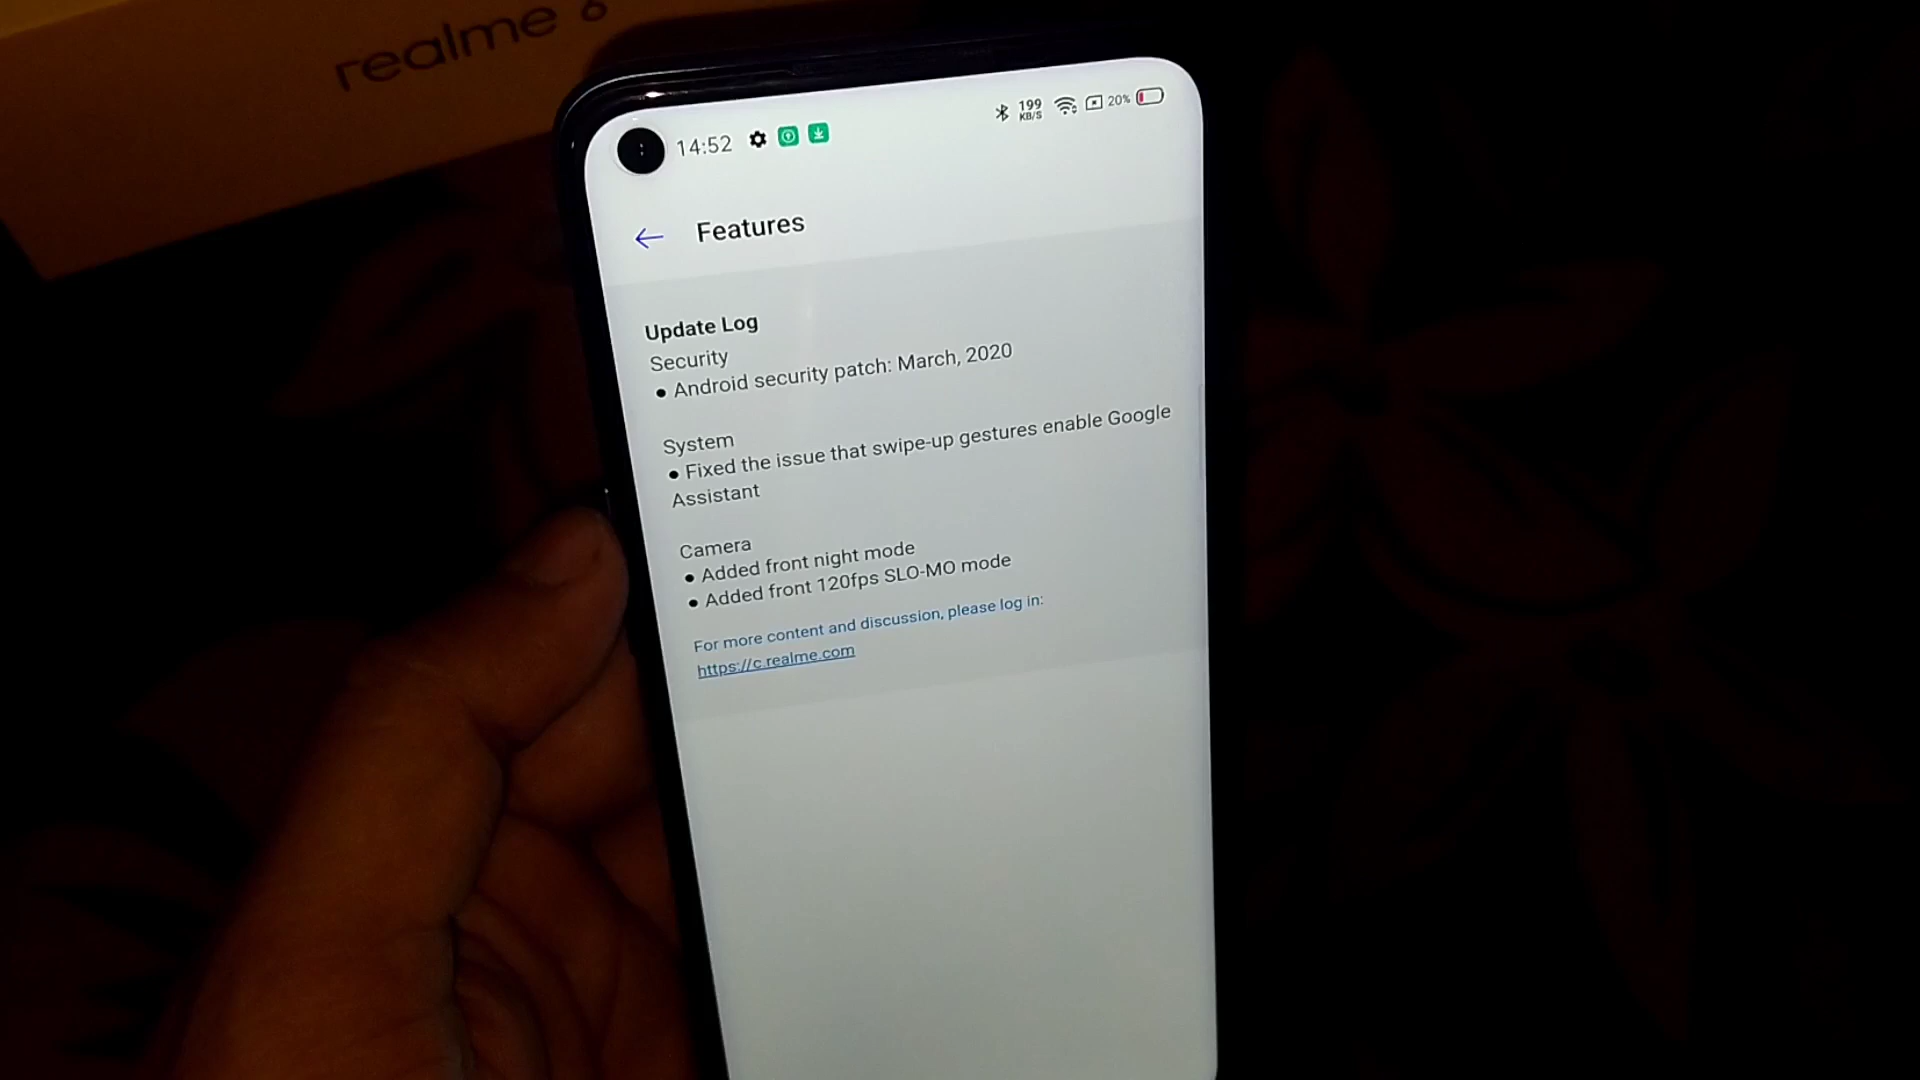 realme 6
14:52
199
KB/S
20%
Features
Update Log
Security
● Android security patch: March, 2020
System
● Fixed the issue that swipe-up gestures enable Google
Assistant
Camera
● Added front night mode
● Added front 120fps SLO-MO mode
For more content and discussion, please log in:
https://c.realme.com